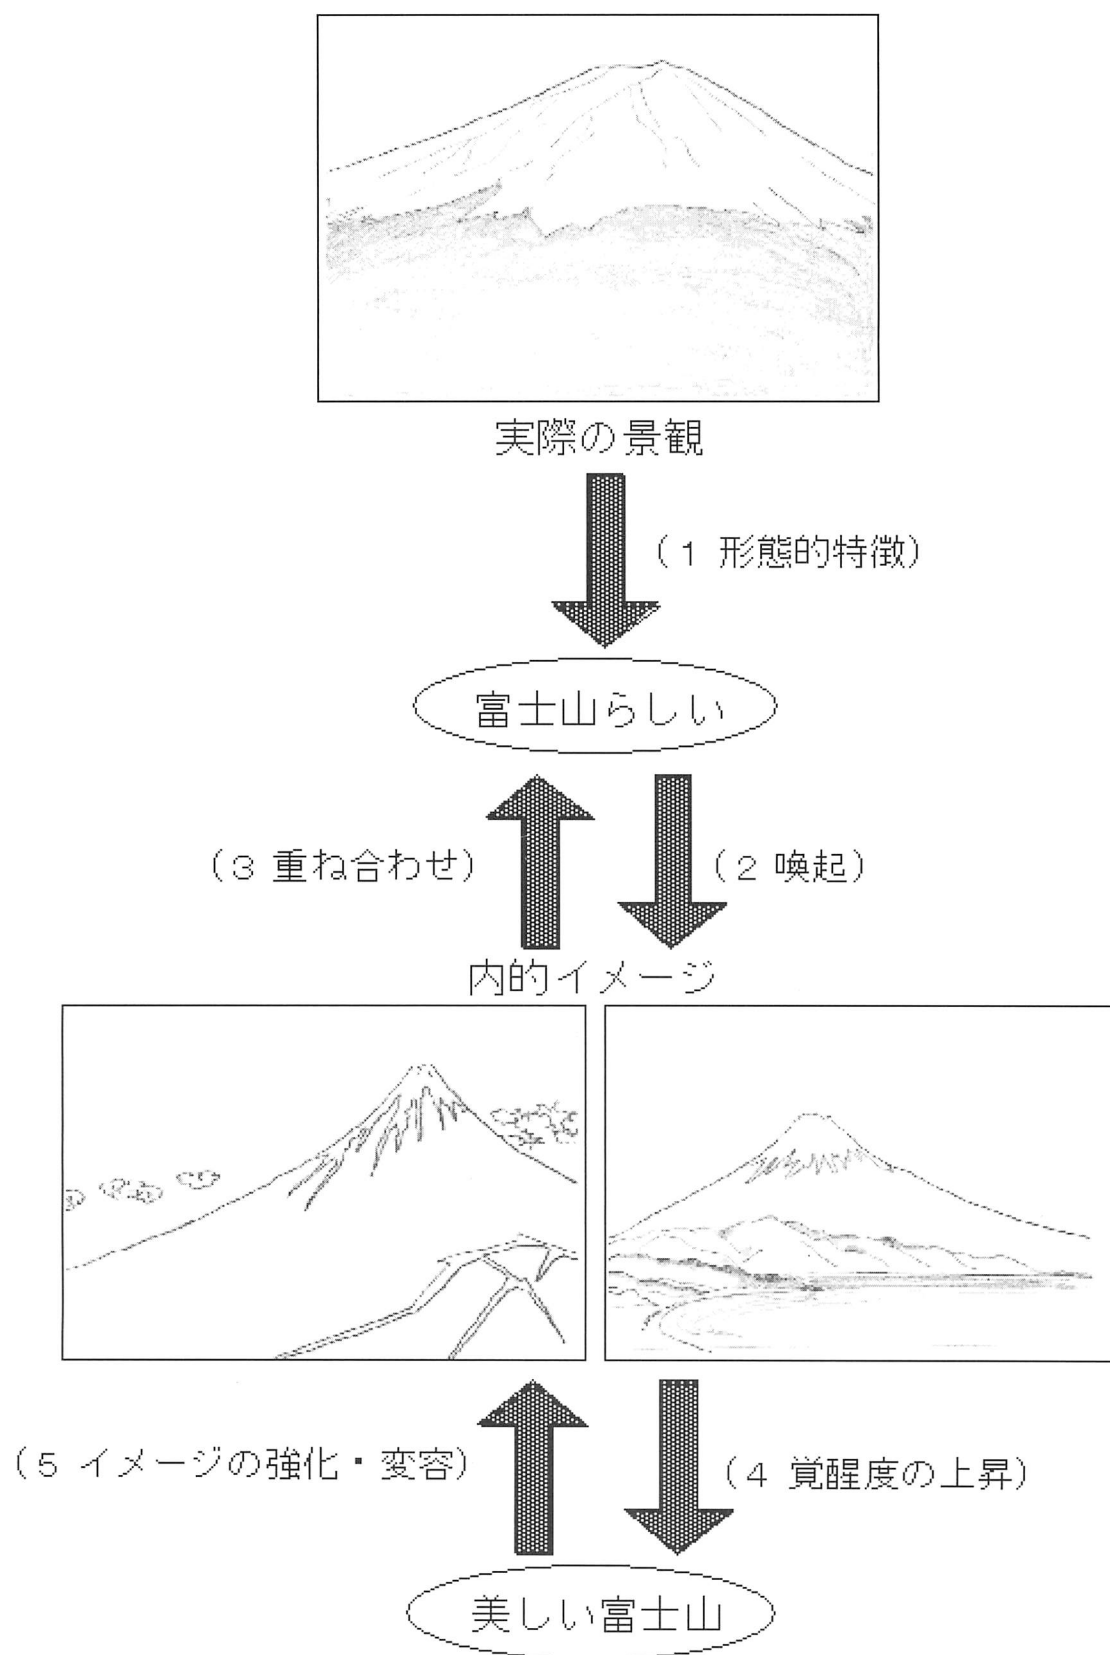 実際の景観
(1 形態的特徴)
富士山らしい
(3 重ね合わせ)
(2 喚起)
内的イメージ
(5 イメージの強化・変容)
(4 覚醒度の上昇)
美しい富士山